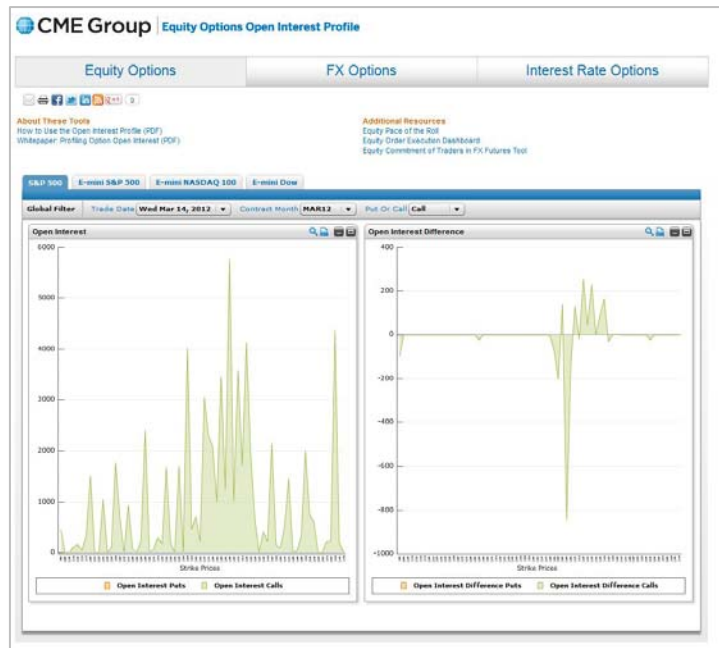 CME Group Equity Options Open Interest Profile
Equity Options FX Options Interest Rate Options
0
About These Tools
How to Use the Open Interest Profile (PDF)
Whitepaper: Profiling Option Open Interest (PDF)
Additional Resources
Equity Pace of the Roll
Equity Order Execution Dashboard
Equity Commitment of Traders in FX Futures Tool
S&P 500 E-mini S&P 500 E-mini NASDAQ 100 E-mini Dow
Global Filter Trade Date Wed Mar 14, 2012 Contract Month MAR12 Put Or Call Call
Open Interest
6000
5000
4000
3000
2000
1000
0
Strike Prices
Open Interest Puts Open Interest Calls
Open Interest Difference
400
200
0
-200
-400
-600
-800
-1000
Strike Prices
Open Interest Difference Puts Open Interest Difference Calls